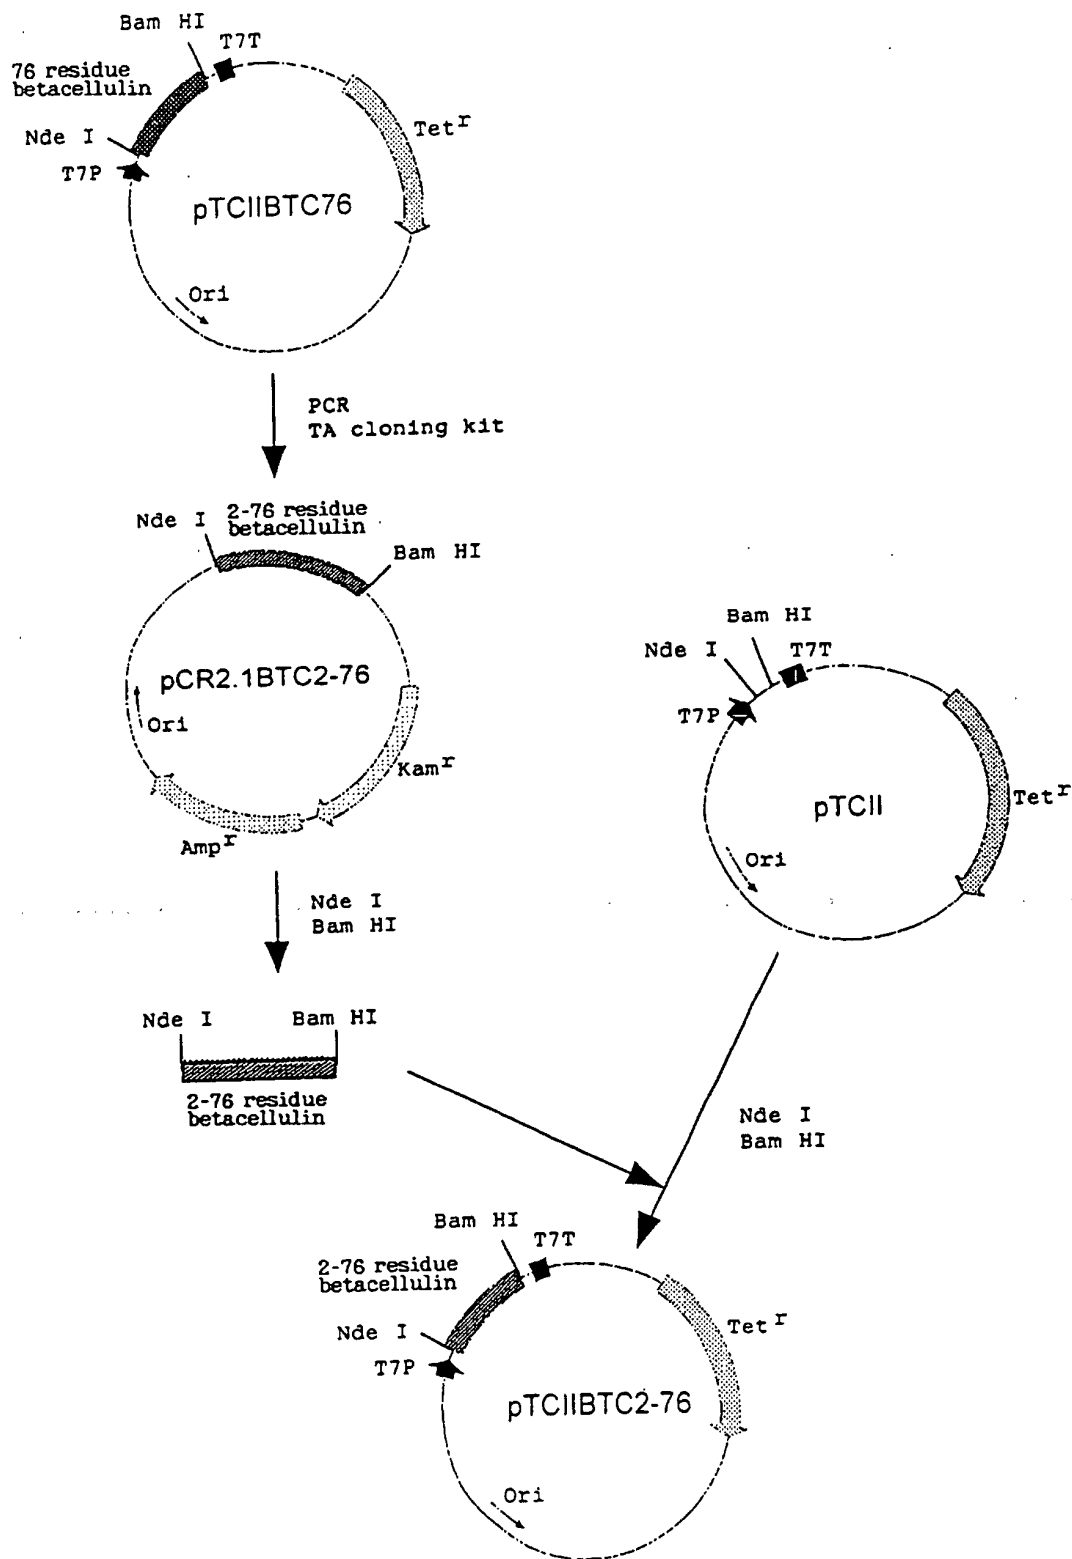 Bam HI
T7T
76 residue
betacellulin
Nde I
T7P
Tet r
pTCIIBTC76
Ori
PCR
TA cloning kit
2-76 residue
betacellulin
Nde I
Bam HI
pCR2.1BTC2-76
Ori
Kam r
Amp r
Bam HI
Nde I
T7T
T7P
Tet r
pTCII
Ori
Nde I
Bam HI
Nde I
Bam HI
2-76 residue
betacellulin
Nde I
Bam HI
Bam HI
T7T
2-76 residue
betacellulin
Nde I
T7P
Tet r
pTCIIBTC2-76
Ori